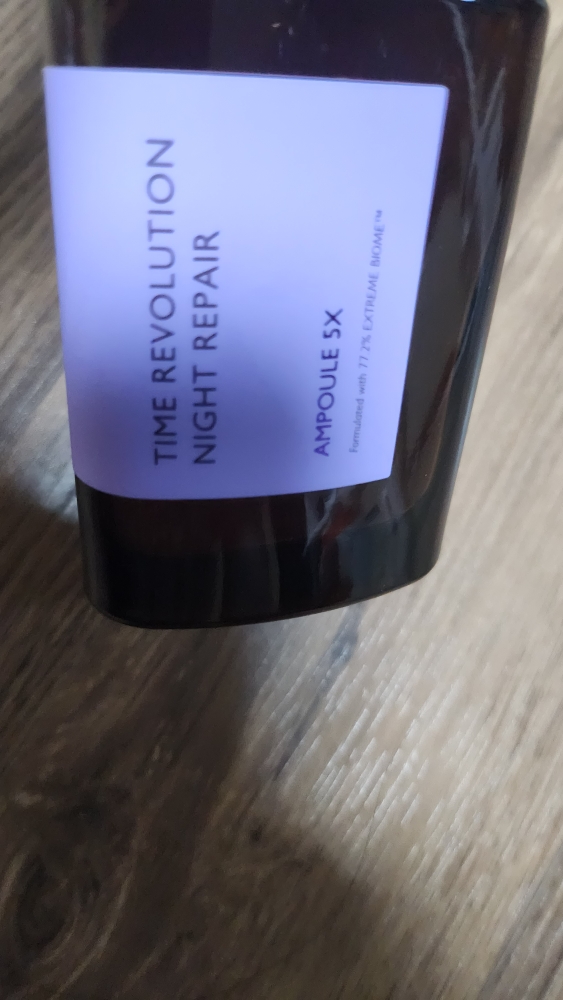 TIME REVOLUTION
NIGHT REPAIR
AMPOULE 5X
Formulated with 77.2% EXTREME BIOME™